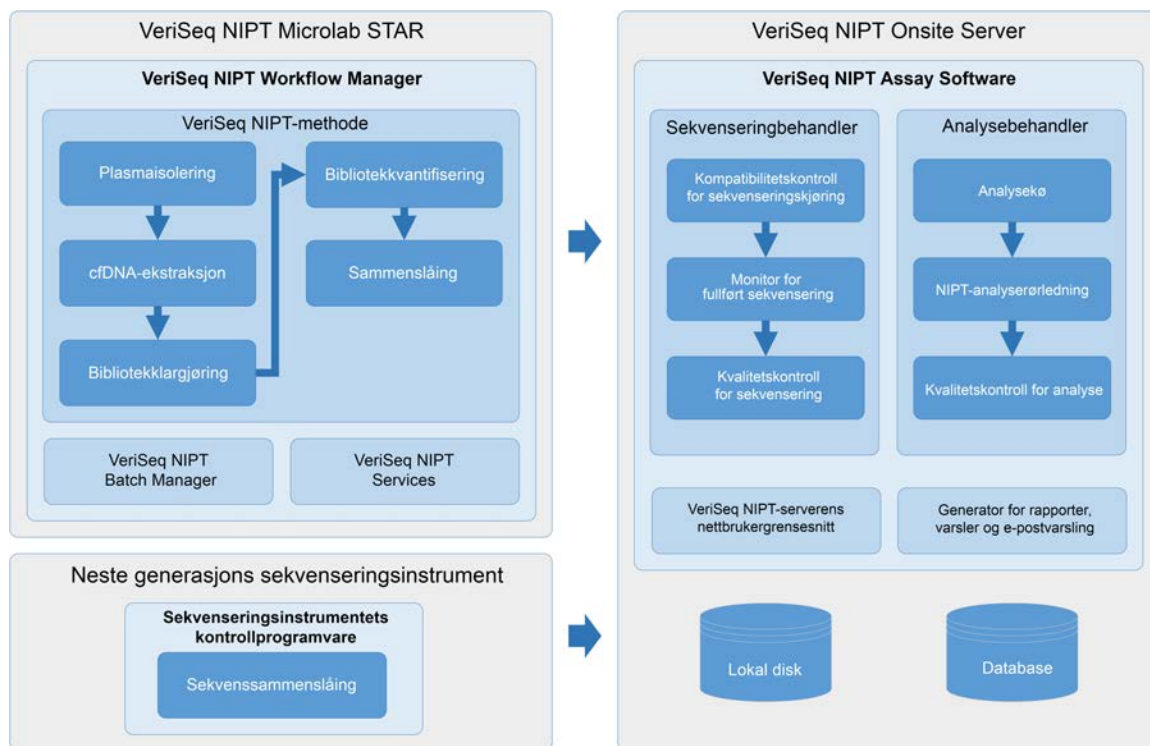 VeriSeq NIPT Microlab STAR
VeriSeq NIPT Workflow Manager
VeriSeq NIPT-methode
Plasmaisolering
cfDNA-ekstraksjon
Bibliotekklargjøring
Bibliotekkvantifisering
Sammenslåing
VeriSeq NIPT
Batch Manager
VeriSeq NIPT
Services
Neste generasjons sekvenseringsinstrument
Sekvenseringsinstrumentets
kontrollprogramvare
Sekvenssammenslåing
VeriSeq NIPT Onsite Server
VeriSeq NIPT Assay Software
Sekvenseringbehandler
Kompatibilitetskontroll
for sekvenseringskjøring
Monitor for
fullført sekvensering
Kvalitetskontroll
for sekvensering
Analysebehandler
Analysekø
NIPT-analyserørledning
Kvalitetskontroll for analyse
VeriSeq NIPT-serverens
nettbrukergrensesnitt
Generator for rapporter,
varsler og e-postvarsling
Lokal disk
Database